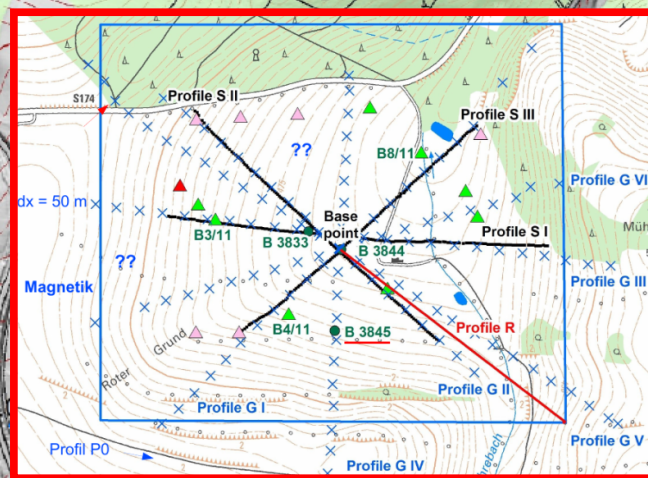 S174
Profile S II
Profile S III
??
B8/11
Profile G VI
dx = 50 m
Base
point
Profile S I
Müh
B3/11
B 3833
B 3844
??
Profile G III
Magnetik
B4/11
B 3845
Profile R
Roter Grund
Profile G II
Profile G I
Profile G V
Profil P0
Profile G IV
rebach